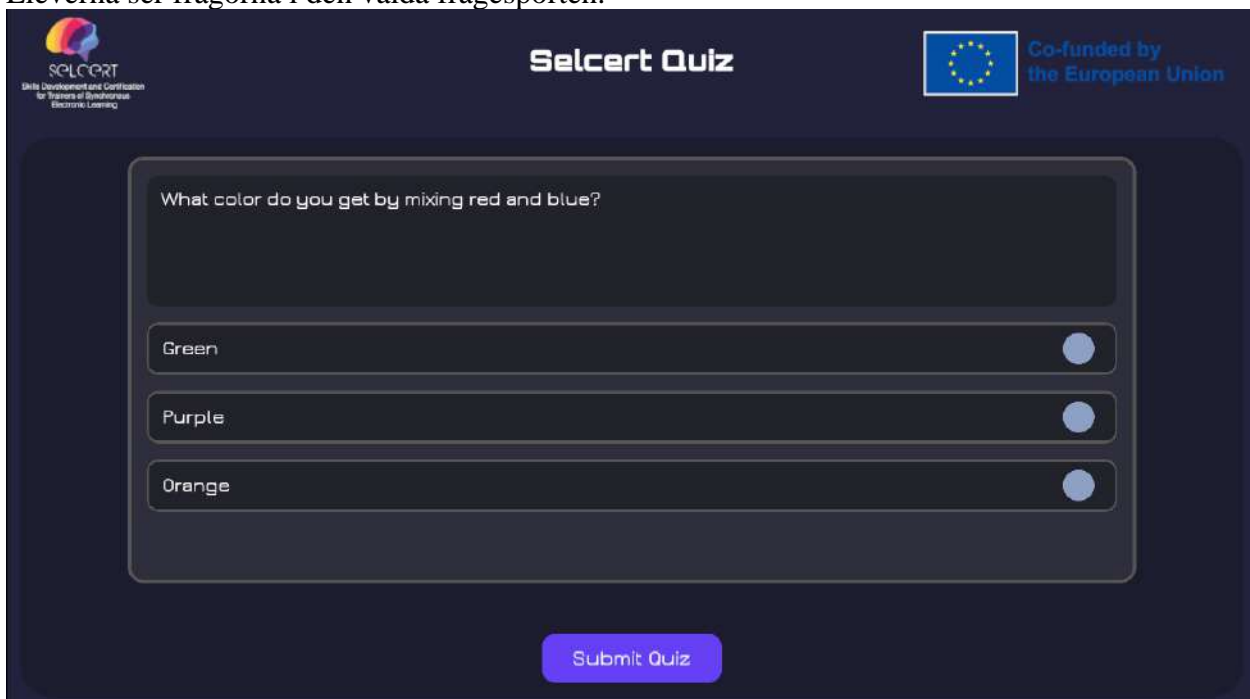 Eleverna ser frågorna i den valda frågesporten.
SELCERT
Skills Development and Certification
for Trainers of Synchronous
Electronic Learning
Selcert Quiz
Co-funded by
the European Union
What color do you get by mixing red and blue?
Green
Purple
Orange
Submit Quiz